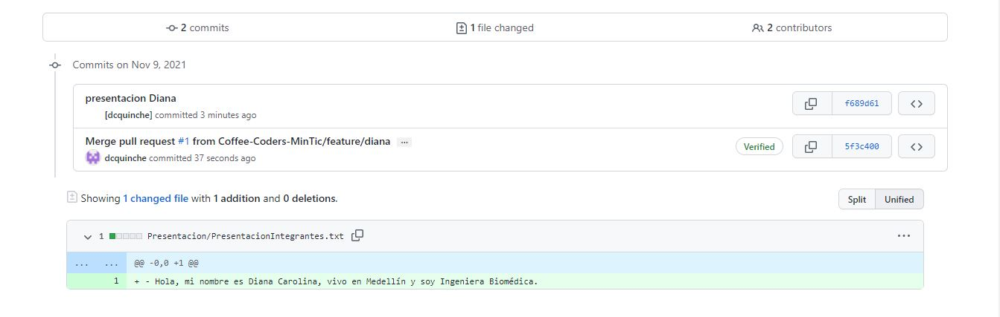 2 commits 1 file changed 2 contributors
Commits on Nov 9, 2021
presentacion Diana
f689d61
[dcquinche] committed 3 minutes ago
Merge pull request #1 from Coffee-Coders-MinTic/feature/diana ...
Verified 5f3c400
dcquinche committed 37 seconds ago
Showing 1 changed file with 1 addition and 0 deletions.
Split Unified
1 Presentacion/PresentacionIntegrantes.txt ...
... ... @@ -0,0 +1 @@
1 + - Hola, mi nombre es Diana Carolina, vivo en Medellín y soy Ingeniera Biomédica.